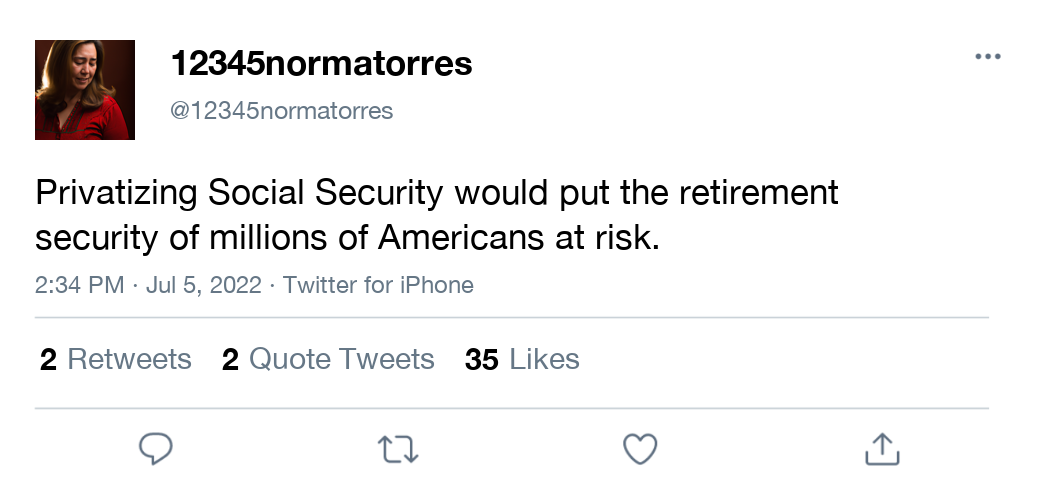 12345normatorres
@12345normatorres
Privatizing Social Security would put the retirement
security of millions of Americans at risk.
2:34 PM · Jul 5, 2022 · Twitter for iPhone
2 Retweets 2 Quote Tweets 35 Likes